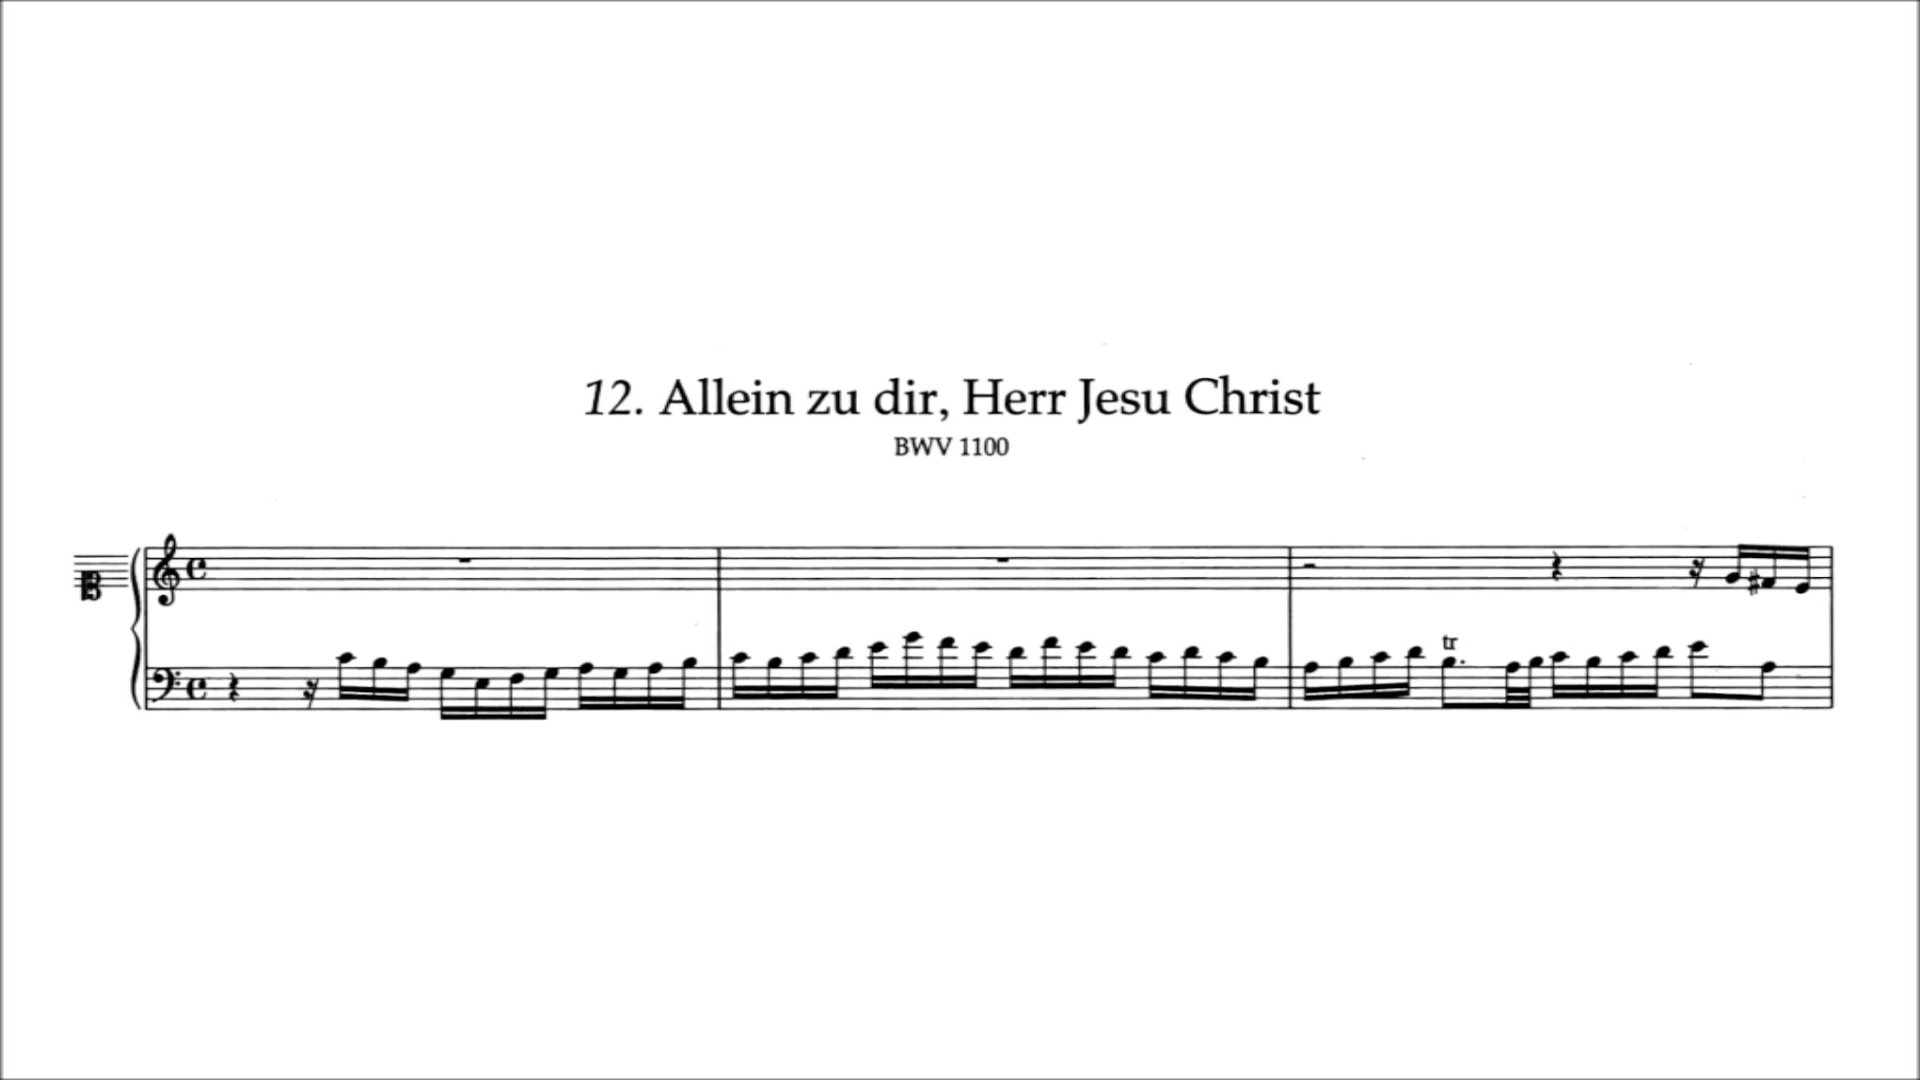 12. Allein zu dir, Herr Jesu Christ
BWV 1100
tr